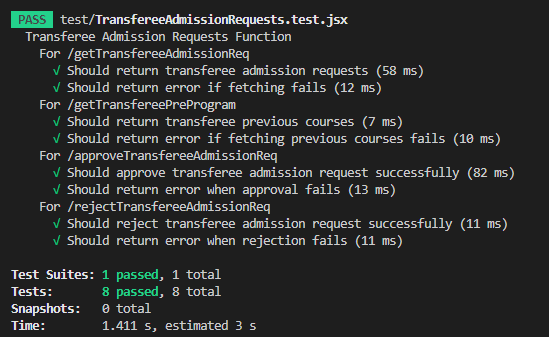 PASS test/TransfereeAdmissionRequests.test.jsx
Transferee Admission Requests Function
For /getTransfereeAdmissionReq
√ Should return transferee admission requests (58 ms)
√ Should return error if fetching fails (12 ms)
For /getTransfereePreProgram
√ Should return transferee previous courses (7 ms)
√ Should return error if fetching previous courses fails (10 ms)
For /approveTransfereeAdmissionReq
√ Should approve transferee admission request successfully (82 ms)
√ Should return error when approval fails (13 ms)
For /rejectTransfereeAdmissionReq
√ Should reject transferee admission request successfully (11 ms)
√ Should return error when rejection fails (11 ms)
Test Suites: 1 passed, 1 total
Tests: 8 passed, 8 total
Snapshots: 0 total
Time: 1.411 s, estimated 3 s